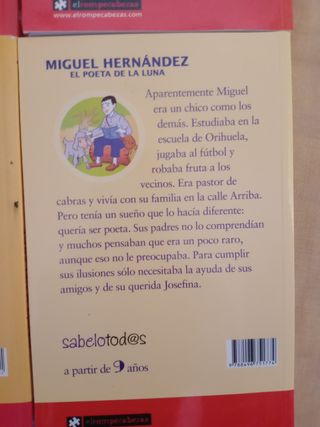 elrompecabezas
www.elrompecabezas.com
MIGUEL HERNÁNDEZ
EL POETA DE LA LUNA
Aparentemente Miguel
era un chico como los
demás. Estudiaba en la
escuela de Orihuela,
jugaba al fútbol y
robaba fruta a los
vecinos. Era pastor de
cabras y vivía con su familia en la calle Arriba.
Pero tenía un sueño que lo hacía diferente:
quería ser poeta. Sus padres no lo comprendían
y muchos pensaban que era un poco raro,
aunque eso no le preocupaba. Para cumplir
sus ilusiones sólo necesitaba la ayuda de sus
amigos y de su querida Josefina.
sabelotod@s
a partir de 9 años
9 788496 751774
elrompecabezas